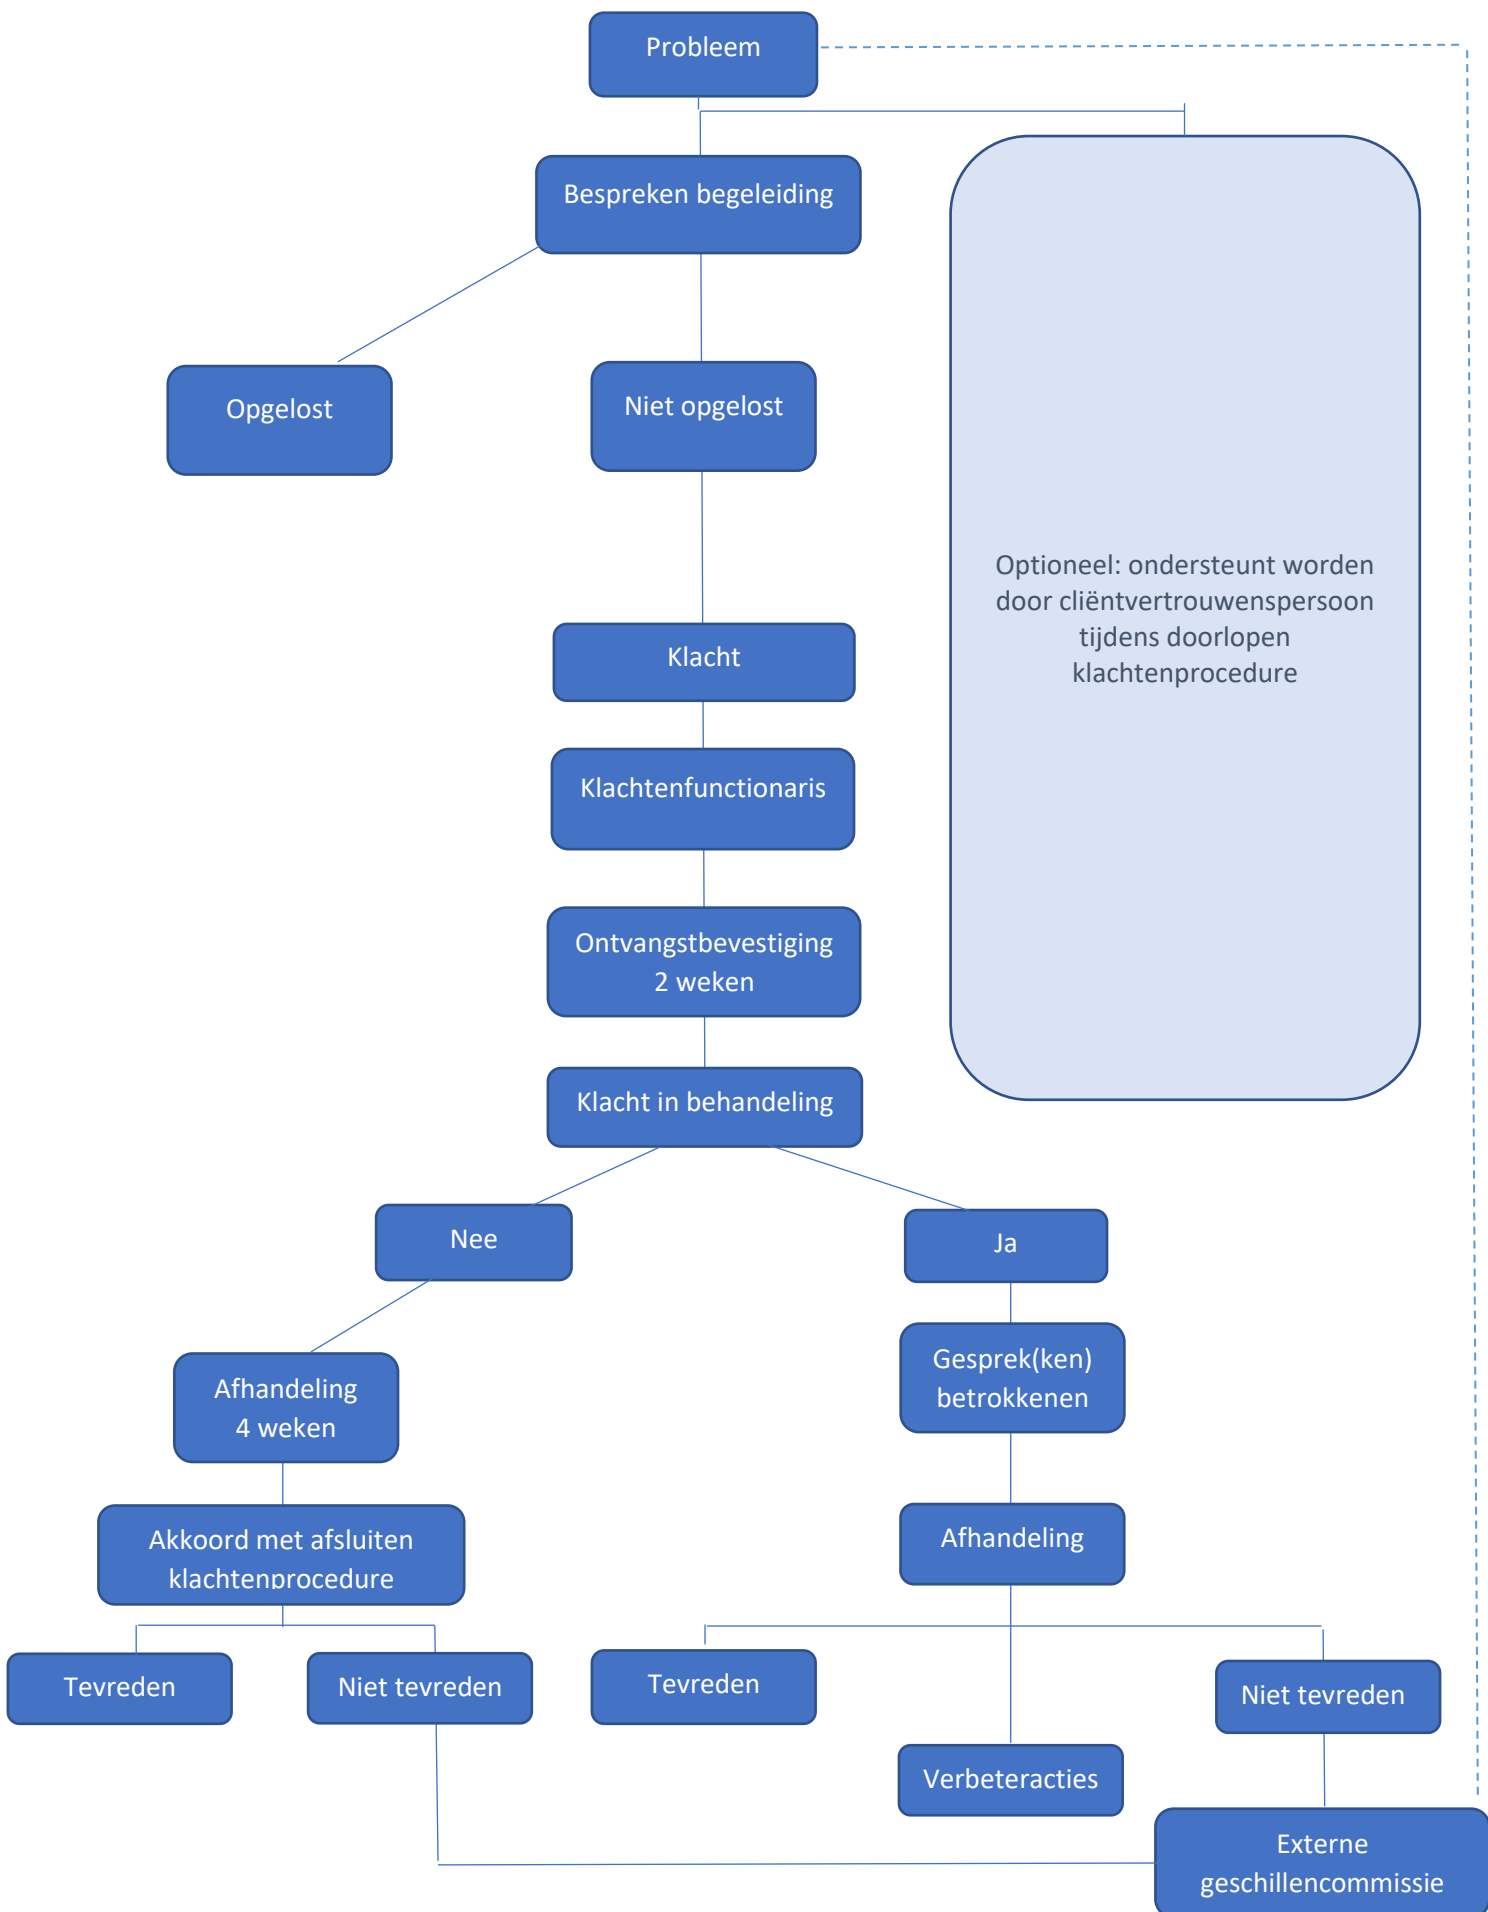 Probleem
Bespreken begeleiding
Opgelost
Niet opgelost
Optioneel: ondersteunt worden
door cliëntvertrouwenspersoon
tijdens doorlopen
klachtenprocedure
Klacht
Klachtenfunctionaris
Ontvangstbevestiging
2 weken
Klacht in behandeling
Nee
Ja
Afhandeling
4 weken
Gesprek(ken)
betrokkenen
Akkoord met afsluiten
klachtenprocedure
Afhandeling
Tevreden
Niet tevreden
Tevreden
Niet tevreden
Verbeteracties
Externe
geschillencommissie